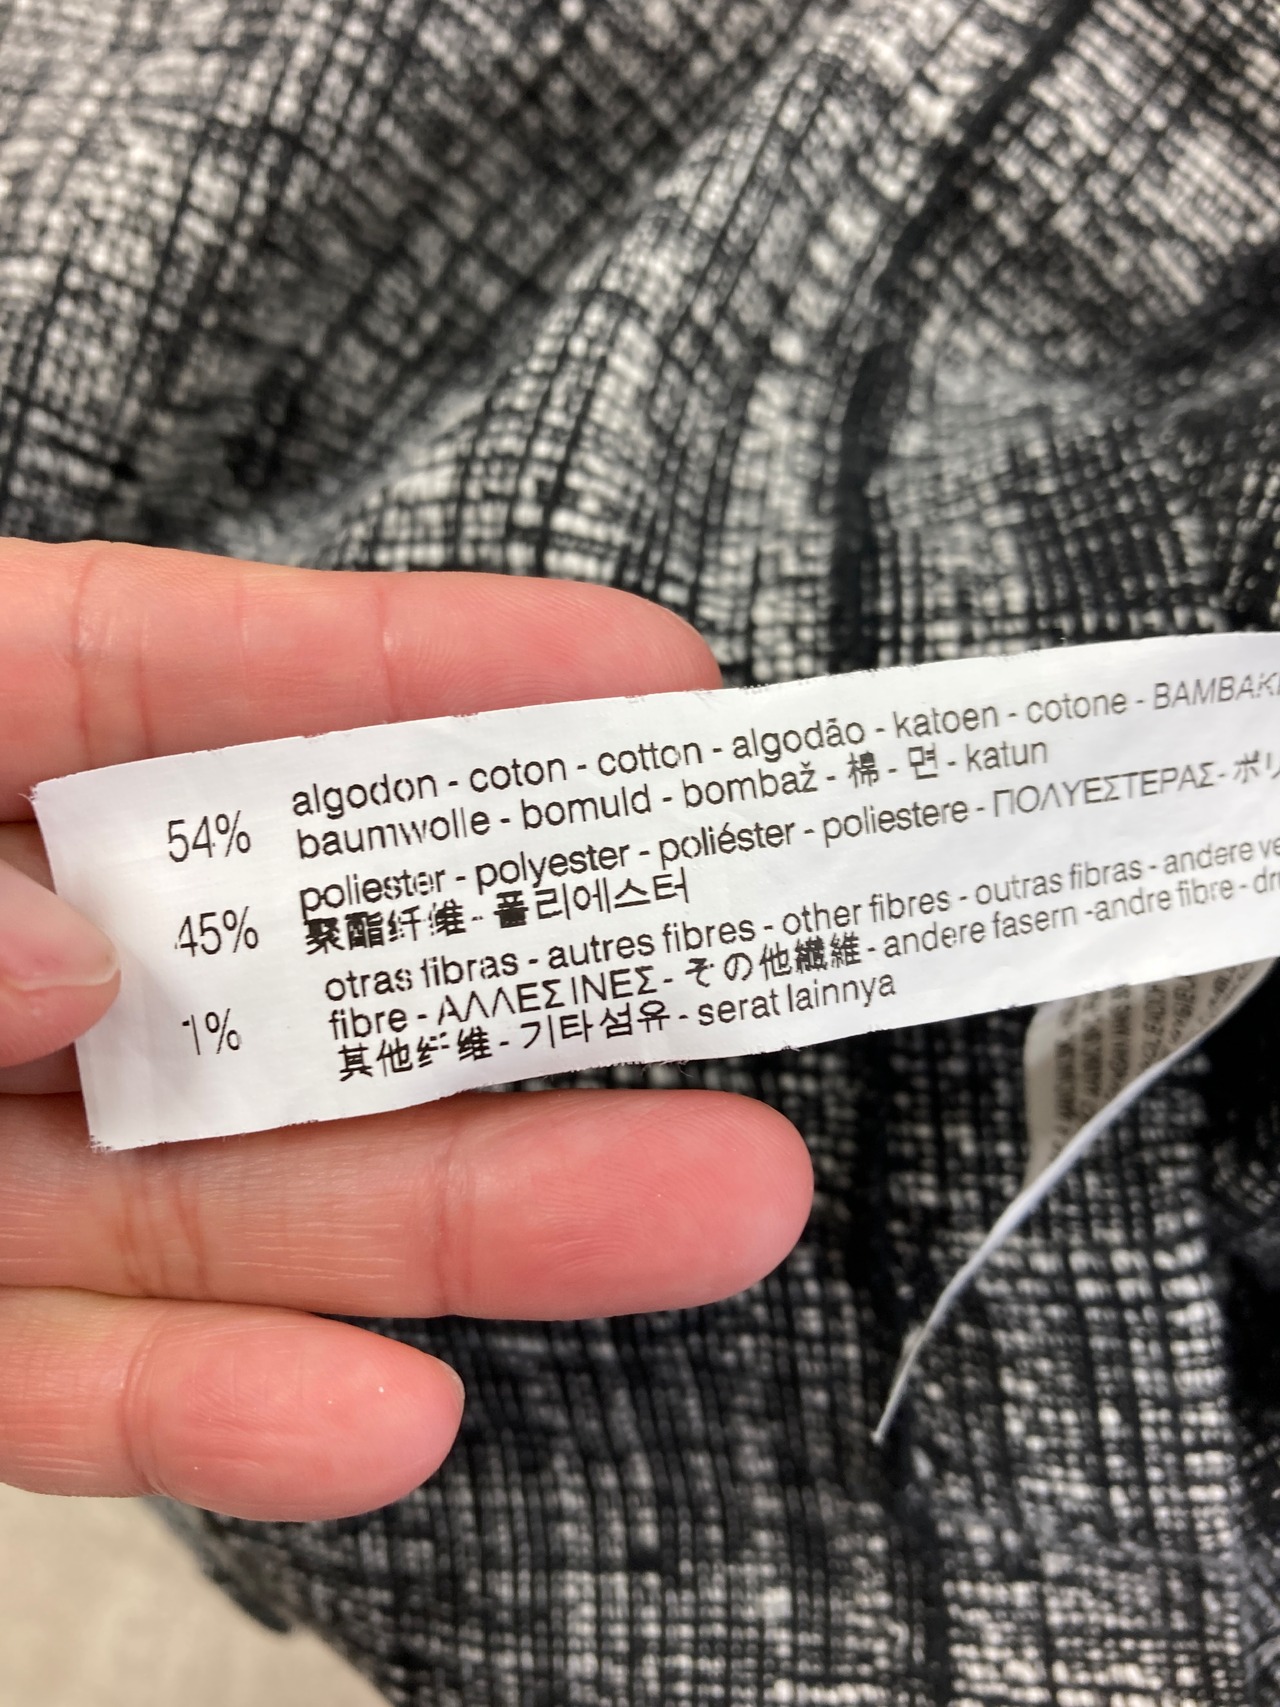 54% algodon - coton - cotton - algodão - katoen - cotone - ΒΑΜΒΑΚΙ
baumwolle - bomuld - bombaž - 棉 - 면 - katun
45% poliester - polyester - poliéster - poliestere - ΠΟΛΥΕΣΤΕΡΑΣ - ポリ
聚酯纤维 - 폴리에스터
1% otras fibras - autres fibres - other fibres - outras fibras - andere ve
fibre - ΑΛΛΕΣ ΙΝΕΣ - その他繊維 - andere fasern -andre fibre - dru
其他纤维 - 기타섬유 - serat lainnya